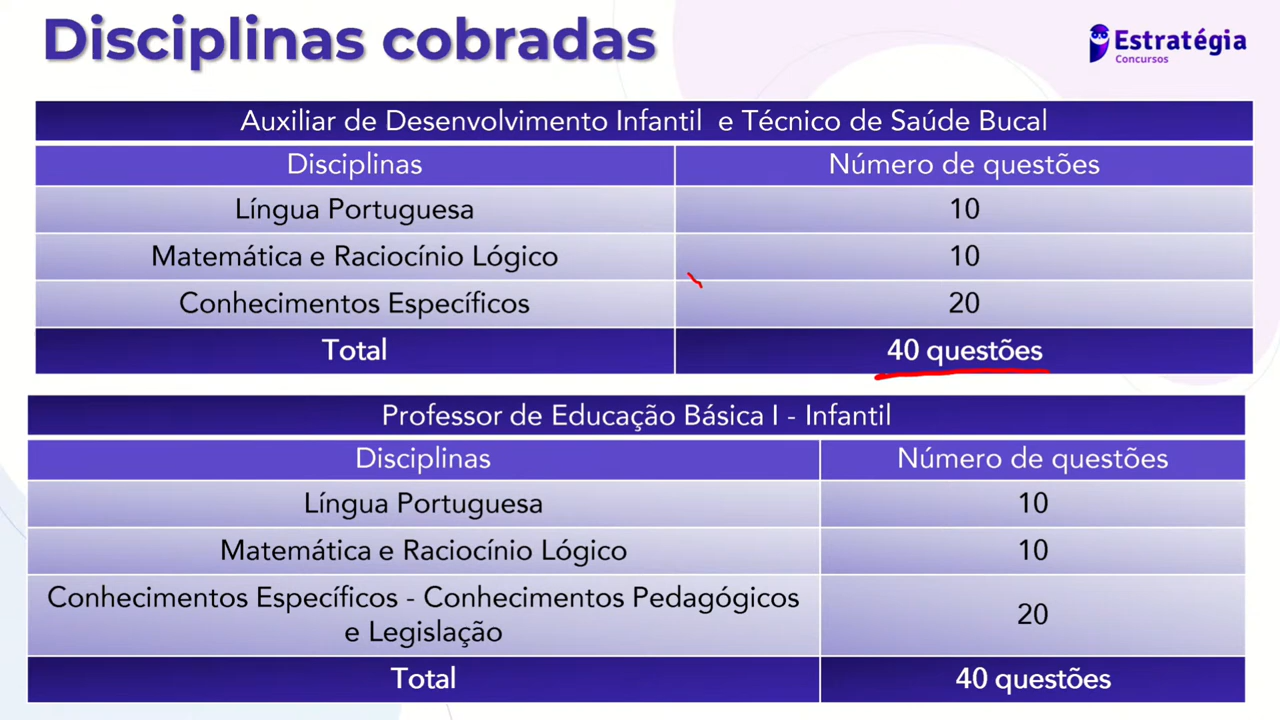 Disciplinas cobradas
Estratégia
Concursos
Auxiliar de Desenvolvimento Infantil e Técnico de Saúde Bucal
Disciplinas Número de questões
Língua Portuguesa 10
Matemática e Raciocínio Lógico 10
Conhecimentos Específicos 20
Total 40 questões
Professor de Educação Básica I - Infantil
Disciplinas Número de questões
Língua Portuguesa 10
Matemática e Raciocínio Lógico 10
Conhecimentos Específicos - Conhecimentos Pedagógicos
e Legislação 20
Total 40 questões